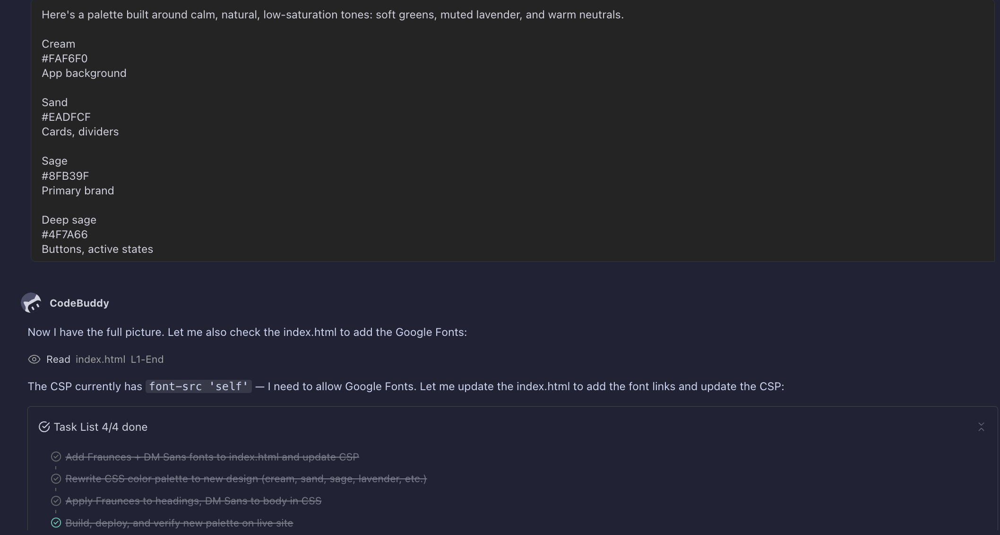 Here's a palette built around calm, natural, low-saturation tones: soft greens, muted lavender, and warm neutrals.
Cream
#FAF6F0
App background
Sand
#EADFCF
Cards, dividers
Sage
#8FB39F
Primary brand
Deep sage
#4F7A66
Buttons, active states
CodeBuddy
Now I have the full picture. Let me also check the index.html to add the Google Fonts:
Read index.html L1-End
The CSP currently has font-src 'self' — I need to allow Google Fonts. Let me update the index.html to add the font links and update the CSP:
Task List 4/4 done
Add Fraunces + DM Sans fonts to index.html and update CSP
Rewrite CSS color palette to new design (cream, sand, sage, lavender, etc.)
Apply Fraunces to headings, DM Sans to body in CSS
Build, deploy, and verify new palette on live site